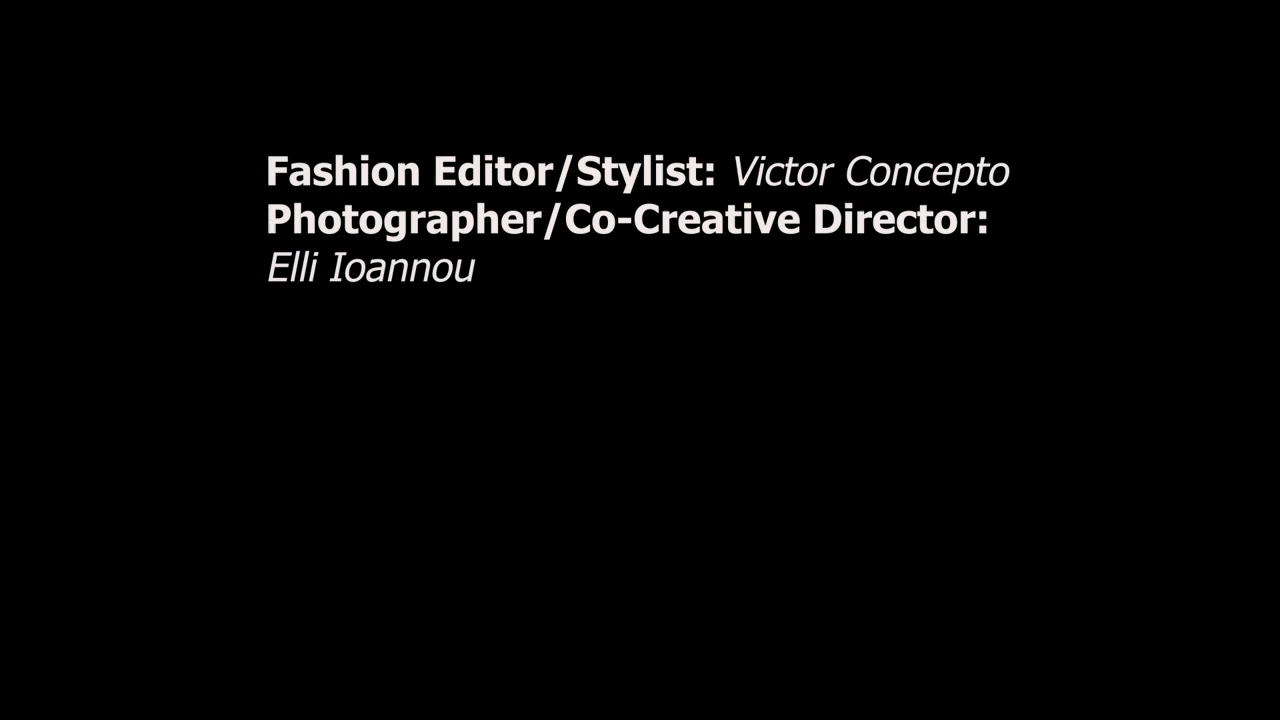 Fashion Editor/Stylist: Victor Concepto
Photographer/Co-Creative Director:
Elli Ioannou